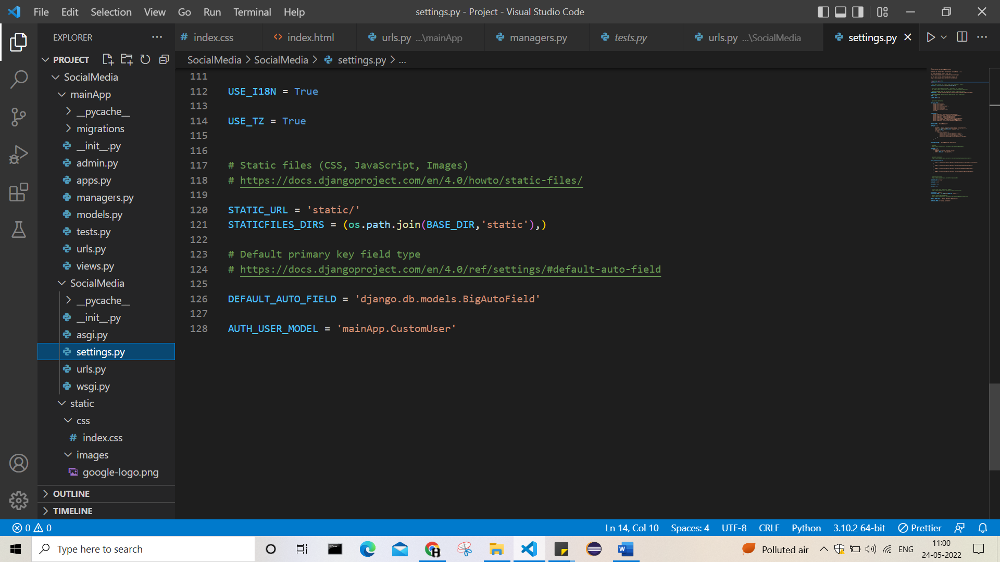 File Edit Selection View Go Run Terminal Help
settings.py - Project - Visual Studio Code
EXPLORER
index.css
index.html
urls.py ...\mainApp
managers.py
tests.py
urls.py ...\SocialMedia
settings.py
PROJECT
SocialMedia > SocialMedia > settings.py > ...
SocialMedia
mainApp
__pycache__
migrations
__init__.py
admin.py
apps.py
managers.py
models.py
tests.py
urls.py
views.py
SocialMedia
__pycache__
__init__.py
asgi.py
settings.py
urls.py
wsgi.py
static
css
index.css
images
google-logo.png
OUTLINE
TIMELINE
111
112 USE_I18N = True
113
114 USE_TZ = True
115
116
117 # Static files (CSS, JavaScript, Images)
118 # https://docs.djangoproject.com/en/4.0/howto/static-files/
119
120 STATIC_URL = 'static/'
121 STATICFILES_DIRS = (os.path.join(BASE_DIR,'static'),)
122
123 # Default primary key field type
124 # https://docs.djangoproject.com/en/4.0/ref/settings/#default-auto-field
125
126 DEFAULT_AUTO_FIELD = 'django.db.models.BigAutoField'
127
128 AUTH_USER_MODEL = 'mainApp.CustomUser'
0 0
Ln 14, Col 10 Spaces: 4 UTF-8 CRLF Python 3.10.2 64-bit Prettier
Type here to search
Polluted air
ENG
11:00
24-05-2022